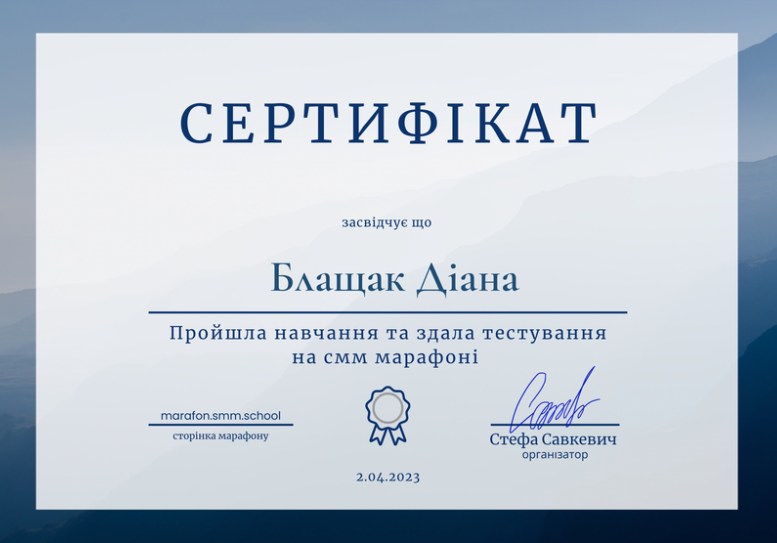 СЕРТИФІКАТ
засвідчує що
Блащак Діана
Пройшла навчання та здала тестування
на смм марафоні
marafon.smm.school
сторінка марафону
Стефа Савкевич
організатор
2.04.2023